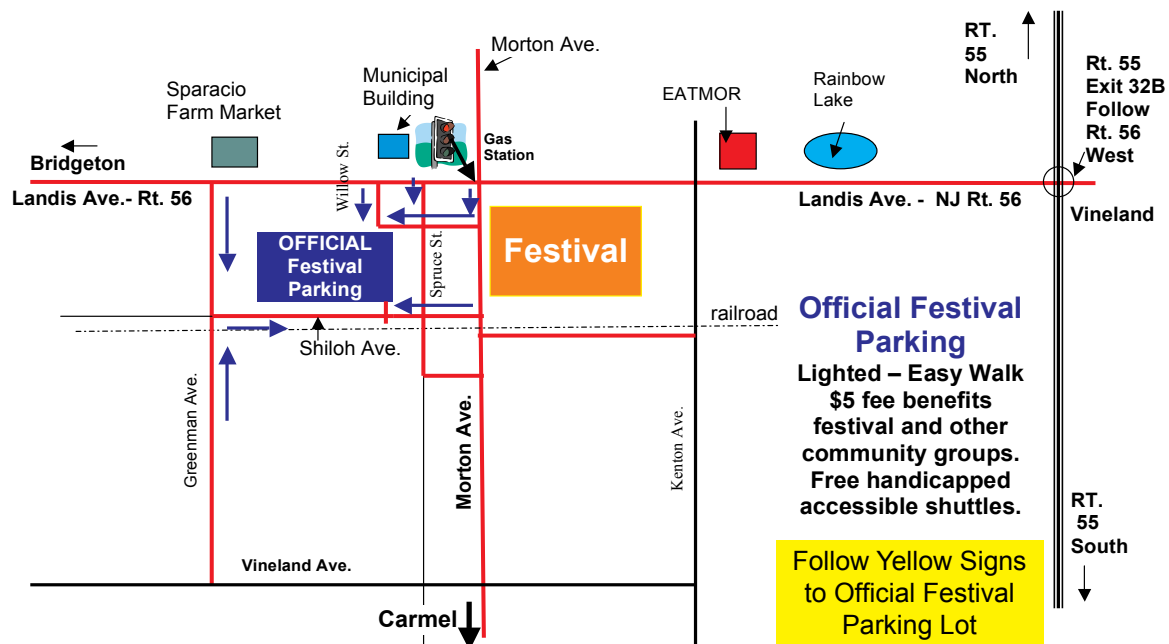 Morton Ave.
RT.
55
North
Rt. 55
Exit 32B
Follow
Rt. 56
West
Sparacio
Farm Market
Municipal
Building
EATMOR
Rainbow
Lake
Gas
Station
Bridgeton
Willow St.
Landis Ave.- Rt. 56
Landis Ave. - NJ Rt. 56
Vineland
OFFICIAL
Festival
Parking
Spruce St.
Festival
railroad
Shiloh Ave.
Official Festival
Parking
Lighted – Easy Walk
$5 fee benefits
festival and other
community groups.
Free handicapped
accessible shuttles.
Greenman Ave.
Morton Ave.
Kenton Ave.
RT.
55
South
Vineland Ave.
Carmel
Follow Yellow Signs
to Official Festival
Parking Lot